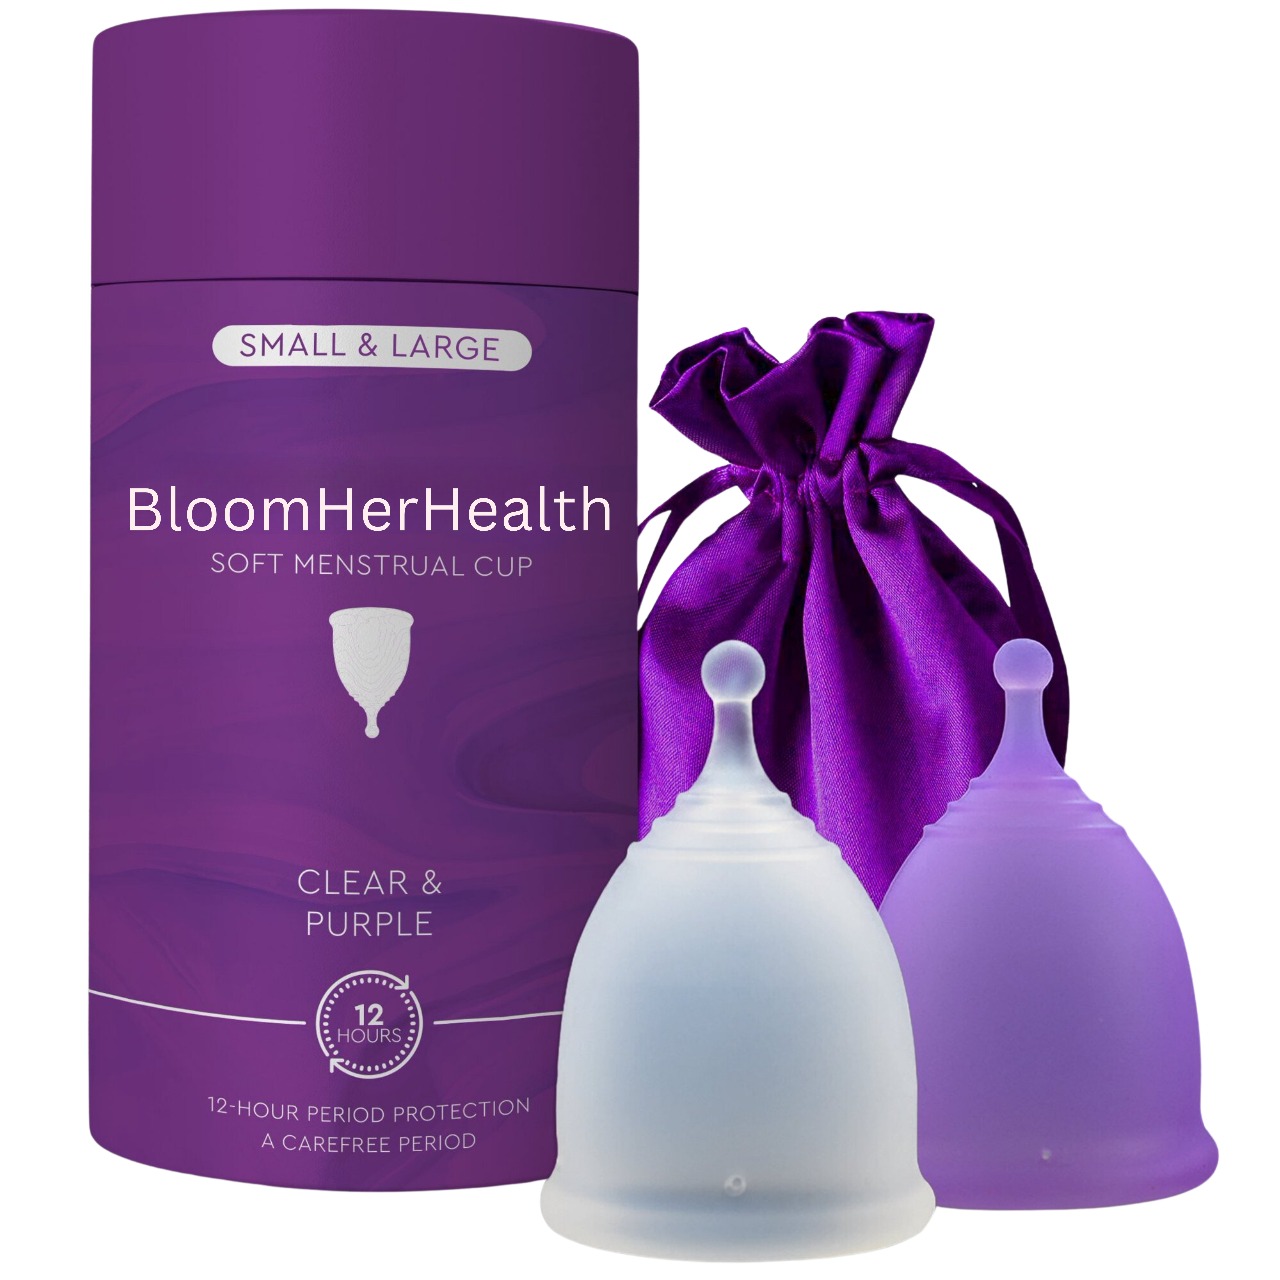 SMALL & LARGE
BloomHerHealth
SOFT MENSTRUAL CUP
CLEAR &
PURPLE
12
HOURS
12-HOUR PERIOD PROTECTION
A CAREFREE PERIOD